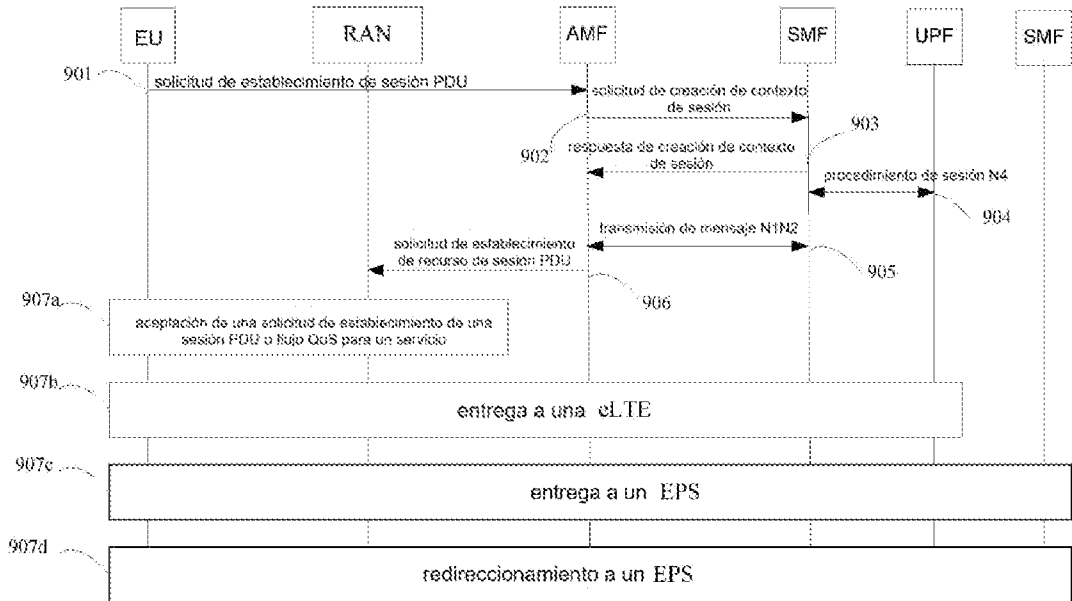 EU
RAN
AMF
SMF
UPF
SMF
901
solicitud de establecimiento de sesión PDU
solicitud de creación de contexto
de sesión
902
903
respuesta de creación de contexto
de sesión
procedimiento de sesión N4
904
transmisión de mensaje N1N2
905
solicitud de establecimiento
de recurso de sesión PDU
906
907a
aceptación de una solicitud de establecimiento de una
sesión PDU o flujo QoS para un servicio
907b
entrega a una eLTE
907c
entrega a un EPS
907d
redireccionamiento a un EPS